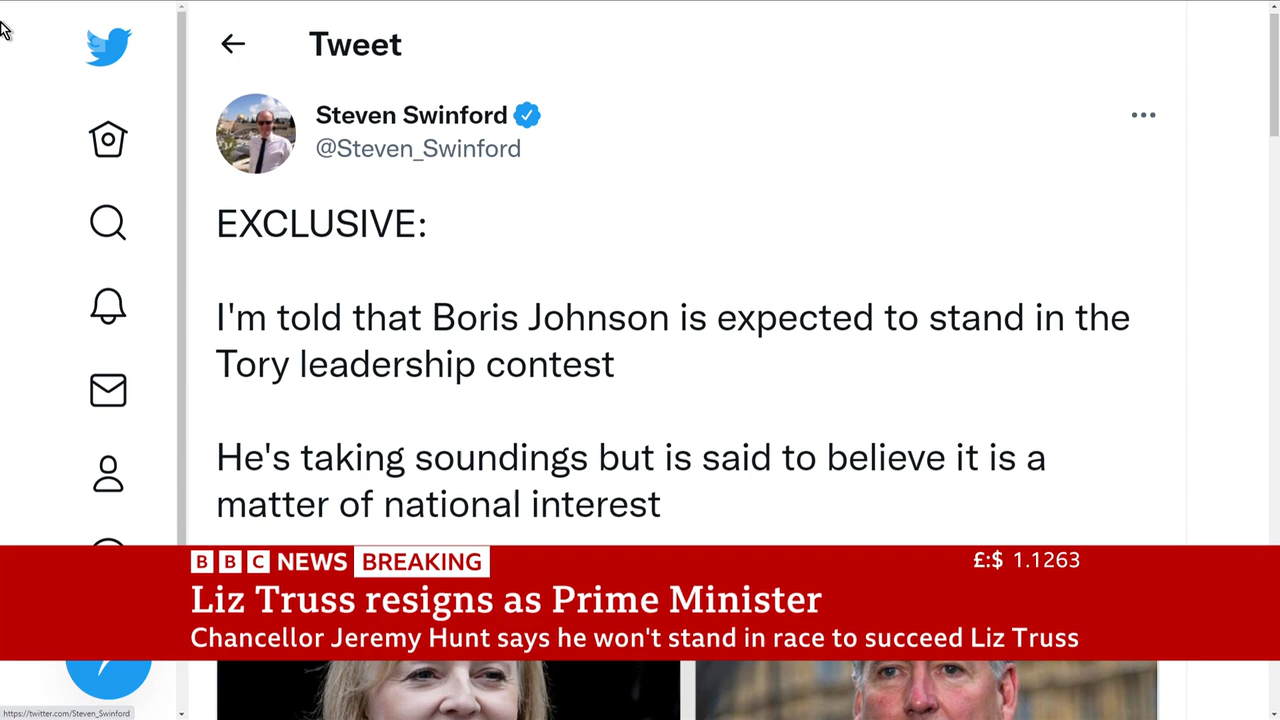 Tweet
Steven Swinford
@Steven_Swinford
EXCLUSIVE:
I'm told that Boris Johnson is expected to stand in the
Tory leadership contest
He's taking soundings but is said to believe it is a
matter of national interest
BBC NEWS BREAKING
£:$ 1.1263
Liz Truss resigns as Prime Minister
Chancellor Jeremy Hunt says he won't stand in race to succeed Liz Truss
https://twitter.com/Steven_Swinford